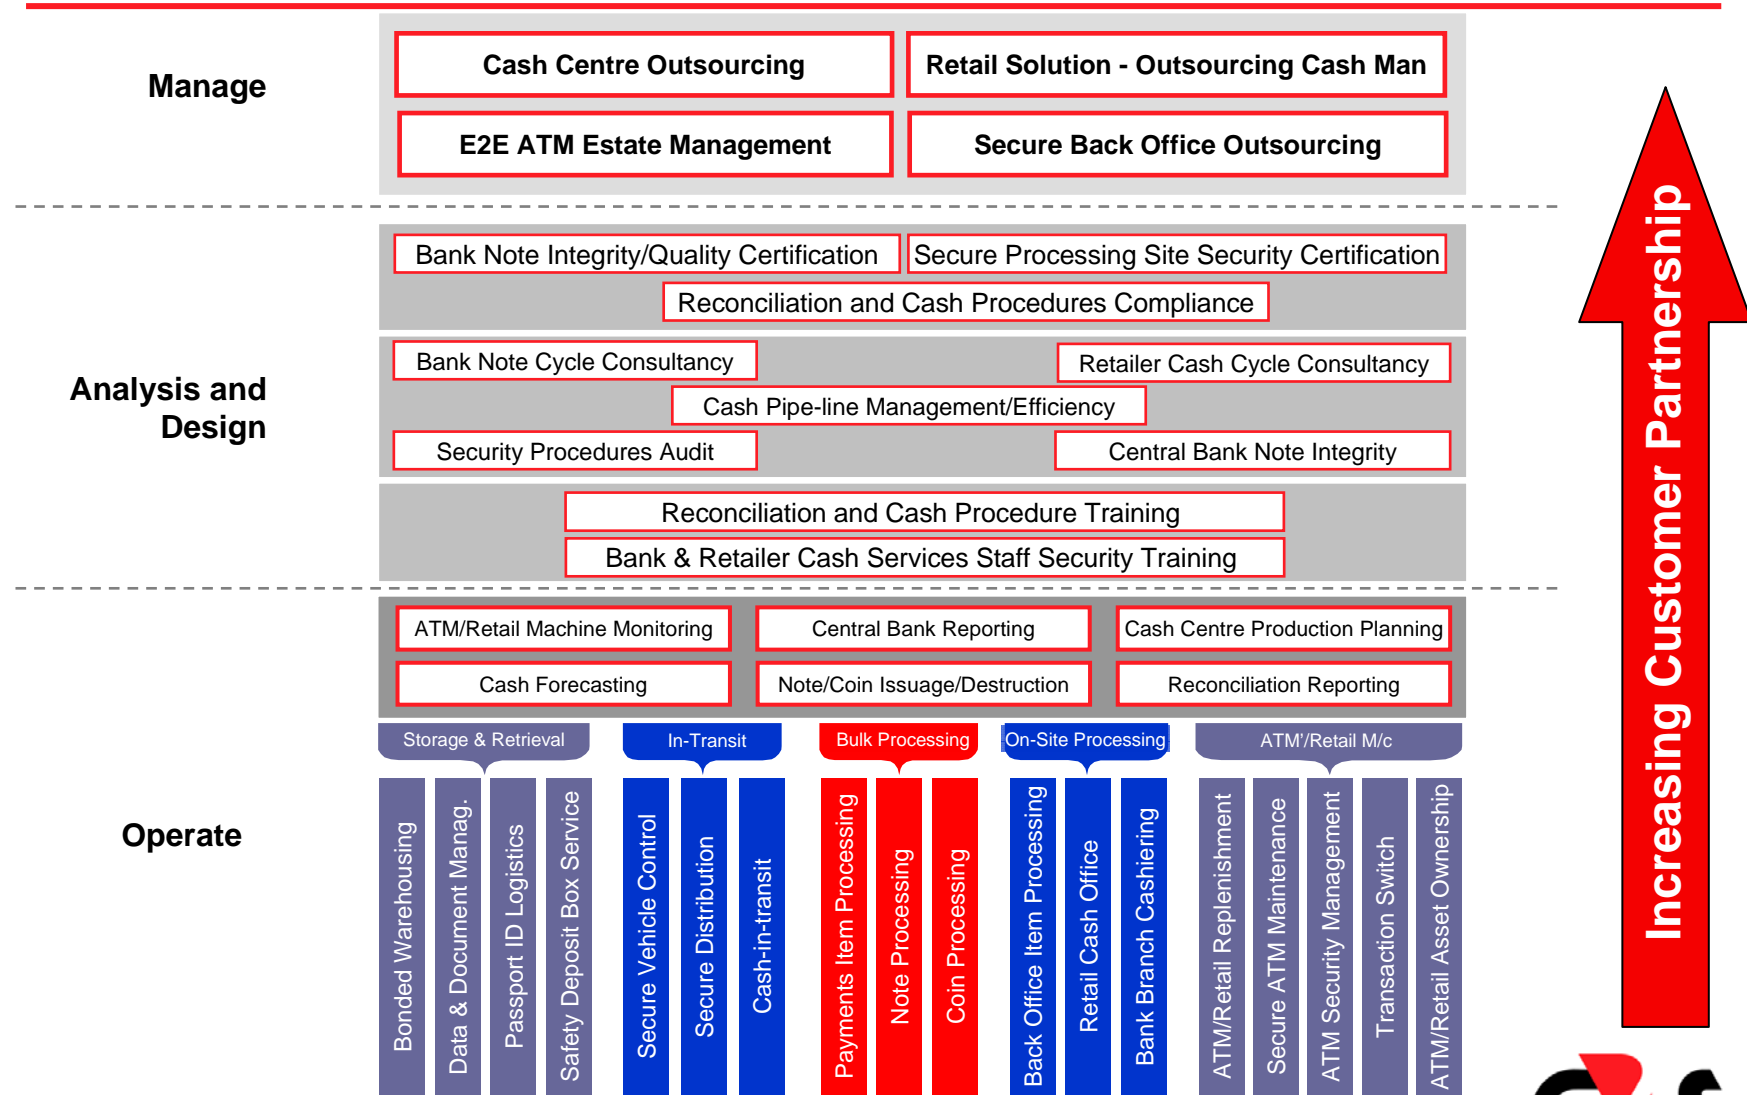 Manage
Cash Centre Outsourcing
Retail Solution - Outsourcing Cash Man
E2E ATM Estate Management
Secure Back Office Outsourcing
Analysis and
Design
Bank Note Integrity/Quality Certification
Secure Processing Site Security Certification
Reconciliation and Cash Procedures Compliance
Bank Note Cycle Consultancy
Retailer Cash Cycle Consultancy
Cash Pipe-line Management/Efficiency
Security Procedures Audit
Central Bank Note Integrity
Reconciliation and Cash Procedure Training
Bank & Retailer Cash Services Staff Security Training
Operate
ATM/Retail Machine Monitoring
Central Bank Reporting
Cash Centre Production Planning
Cash Forecasting
Note/Coin Issuage/Destruction
Reconciliation Reporting
Storage & Retrieval
In-Transit
Bulk Processing
On-Site Processing
ATM'/Retail M/c
Bonded Warehousing
Data & Document Manag.
Passport ID Logistics
Safety Deposit Box Service
Secure Vehicle Control
Secure Distribution
Cash-in-transit
Payments Item Processing
Note Processing
Coin Processing
Back Office Item Processing
Retail Cash Office
Bank Branch Cashiering
ATM/Retail Replenishment
Secure ATM Maintenance
ATM Security Management
Transaction Switch
ATM/Retail Asset Ownership
Increasing Customer Partnership